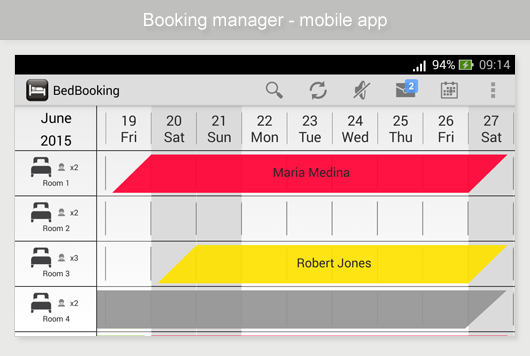 Booking manager - mobile app
94% 09:14
BedBooking
2
June
2015
19 20 21 22 23 24 25 26 27
Fri Sat Sun Mon Tue Wed Thu Fri Sat
x2
Room 1
Maria Medina
x2
Room 2
x3
Room 3
Robert Jones
x2
Room 4